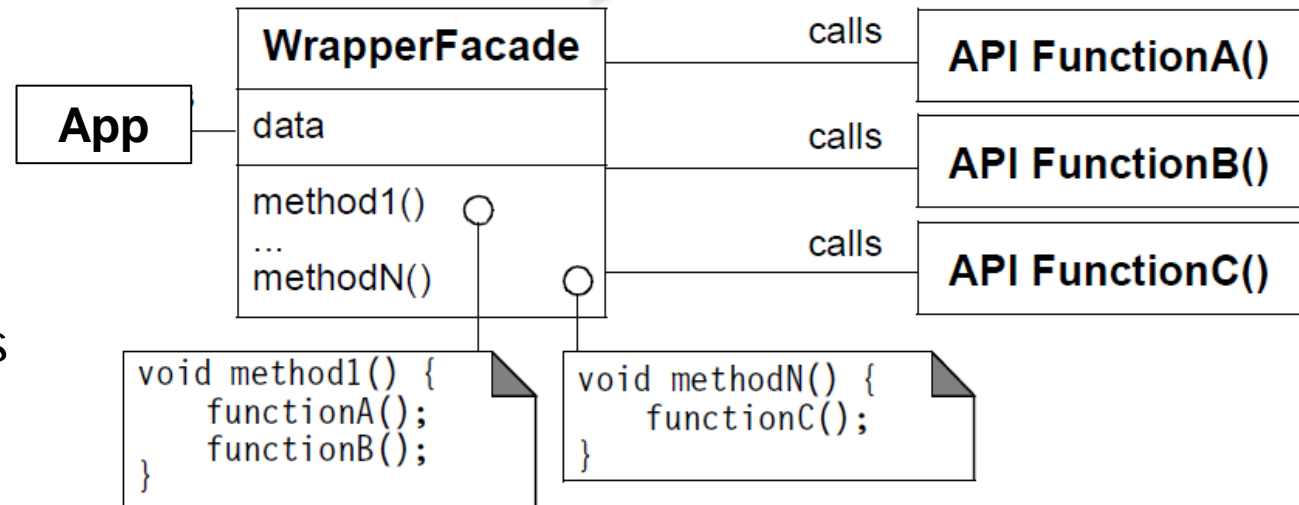 WrapperFacade
data
method1()
...
methodN()
App
calls
API FunctionA()
calls
API FunctionB()
calls
API FunctionC()
s
void method1() {
functionA();
functionB();
}
void methodN() {
functionC();
}